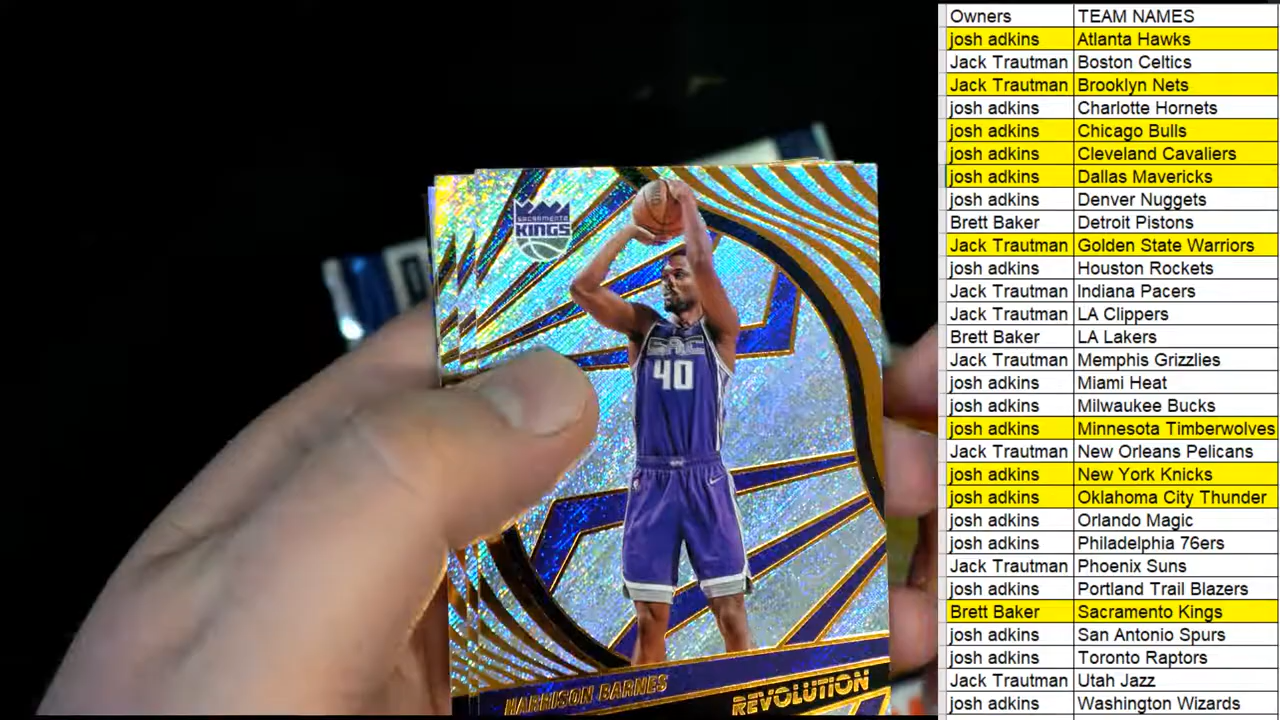 SACRAMENTO
KINGS
SAC
40
HARRISON BARNES
REVOLUTION
Owners TEAM NAMES
josh adkins Atlanta Hawks
Jack Trautman Boston Celtics
Jack Trautman Brooklyn Nets
josh adkins Charlotte Hornets
josh adkins Chicago Bulls
josh adkins Cleveland Cavaliers
josh adkins Dallas Mavericks
josh adkins Denver Nuggets
Brett Baker Detroit Pistons
Jack Trautman Golden State Warriors
josh adkins Houston Rockets
Jack Trautman Indiana Pacers
Jack Trautman LA Clippers
Brett Baker LA Lakers
Jack Trautman Memphis Grizzlies
josh adkins Miami Heat
josh adkins Milwaukee Bucks
josh adkins Minnesota Timberwolves
Jack Trautman New Orleans Pelicans
josh adkins New York Knicks
josh adkins Oklahoma City Thunder
josh adkins Orlando Magic
josh adkins Philadelphia 76ers
Jack Trautman Phoenix Suns
josh adkins Portland Trail Blazers
Brett Baker Sacramento Kings
josh adkins San Antonio Spurs
josh adkins Toronto Raptors
Jack Trautman Utah Jazz
josh adkins Washington Wizards